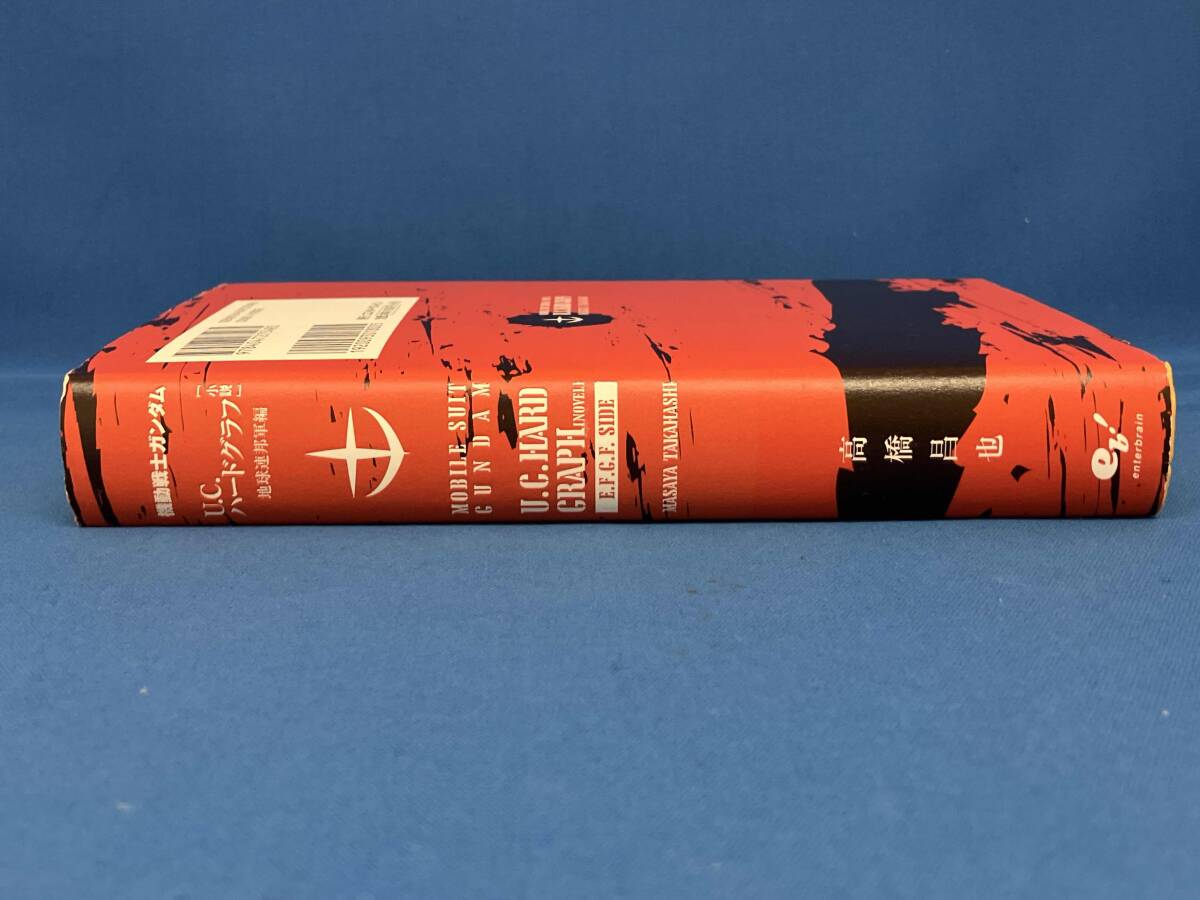 機動戦士ガンダム
U.C.
ハードグラフ[小説]
地球連邦軍編
MOBILE SUIT
GUNDAM
U.C.HARD
GRAPH[NOVEL]
E.F.G.F. SIDE
MASAYA TAKAHASHI
高橋昌也
eb!
enterbrain